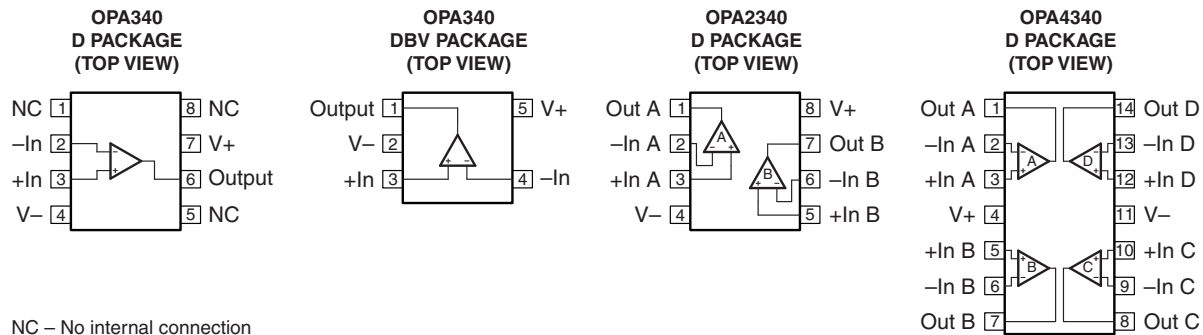 OPA340
D PACKAGE
(TOP VIEW)
NC 1
–In 2
+In 3
V– 4
8 NC
7 V+
6 Output
5 NC
- +
OPA340
DBV PACKAGE
(TOP VIEW)
Output 1
V– 2
+In 3
5 V+
4 –In
+ –
OPA2340
D PACKAGE
(TOP VIEW)
Out A 1
–In A 2
+In A 3
V– 4
8 V+
7 Out B
6 –In B
5 +In B
A
– +
B
+ –
OPA4340
D PACKAGE
(TOP VIEW)
Out A 1
–In A 2
+In A 3
V+ 4
+In B 5
–In B 6
Out B 7
14 Out D
13 –In D
12 +In D
11 V–
10 +In C
9 –In C
8 Out C
– A + – D +
+ B – + C –
NC – No internal connection